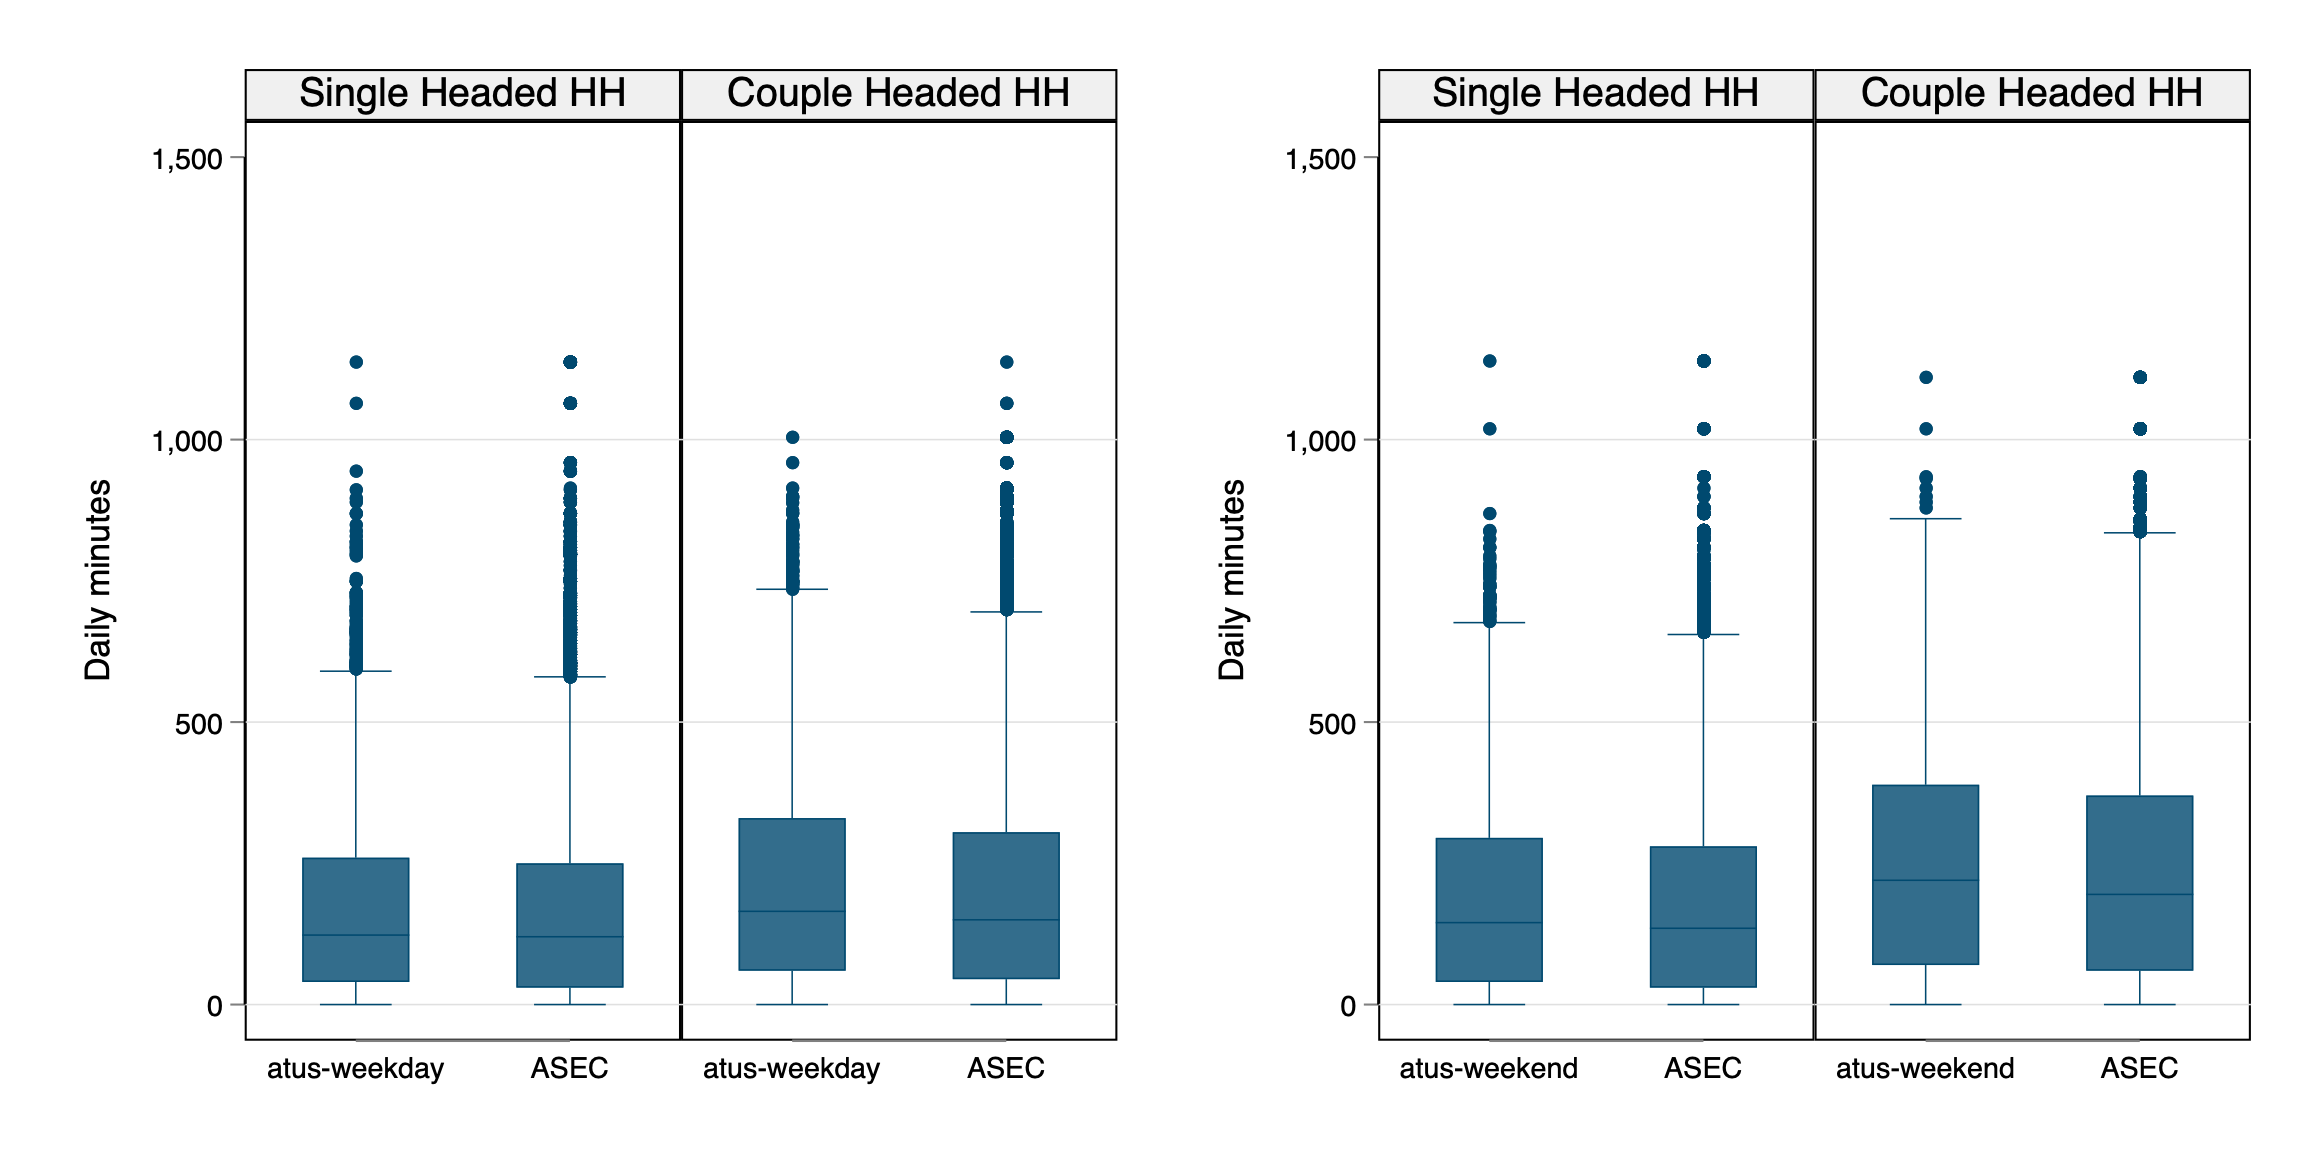 Single Headed HH
Couple Headed HH
1,500
1,000
500
0
Daily minutes
atus-weekday
ASEC
atus-weekday
ASEC
Single Headed HH
Couple Headed HH
1,500
1,000
500
0
Daily minutes
atus-weekend
ASEC
atus-weekend
ASEC